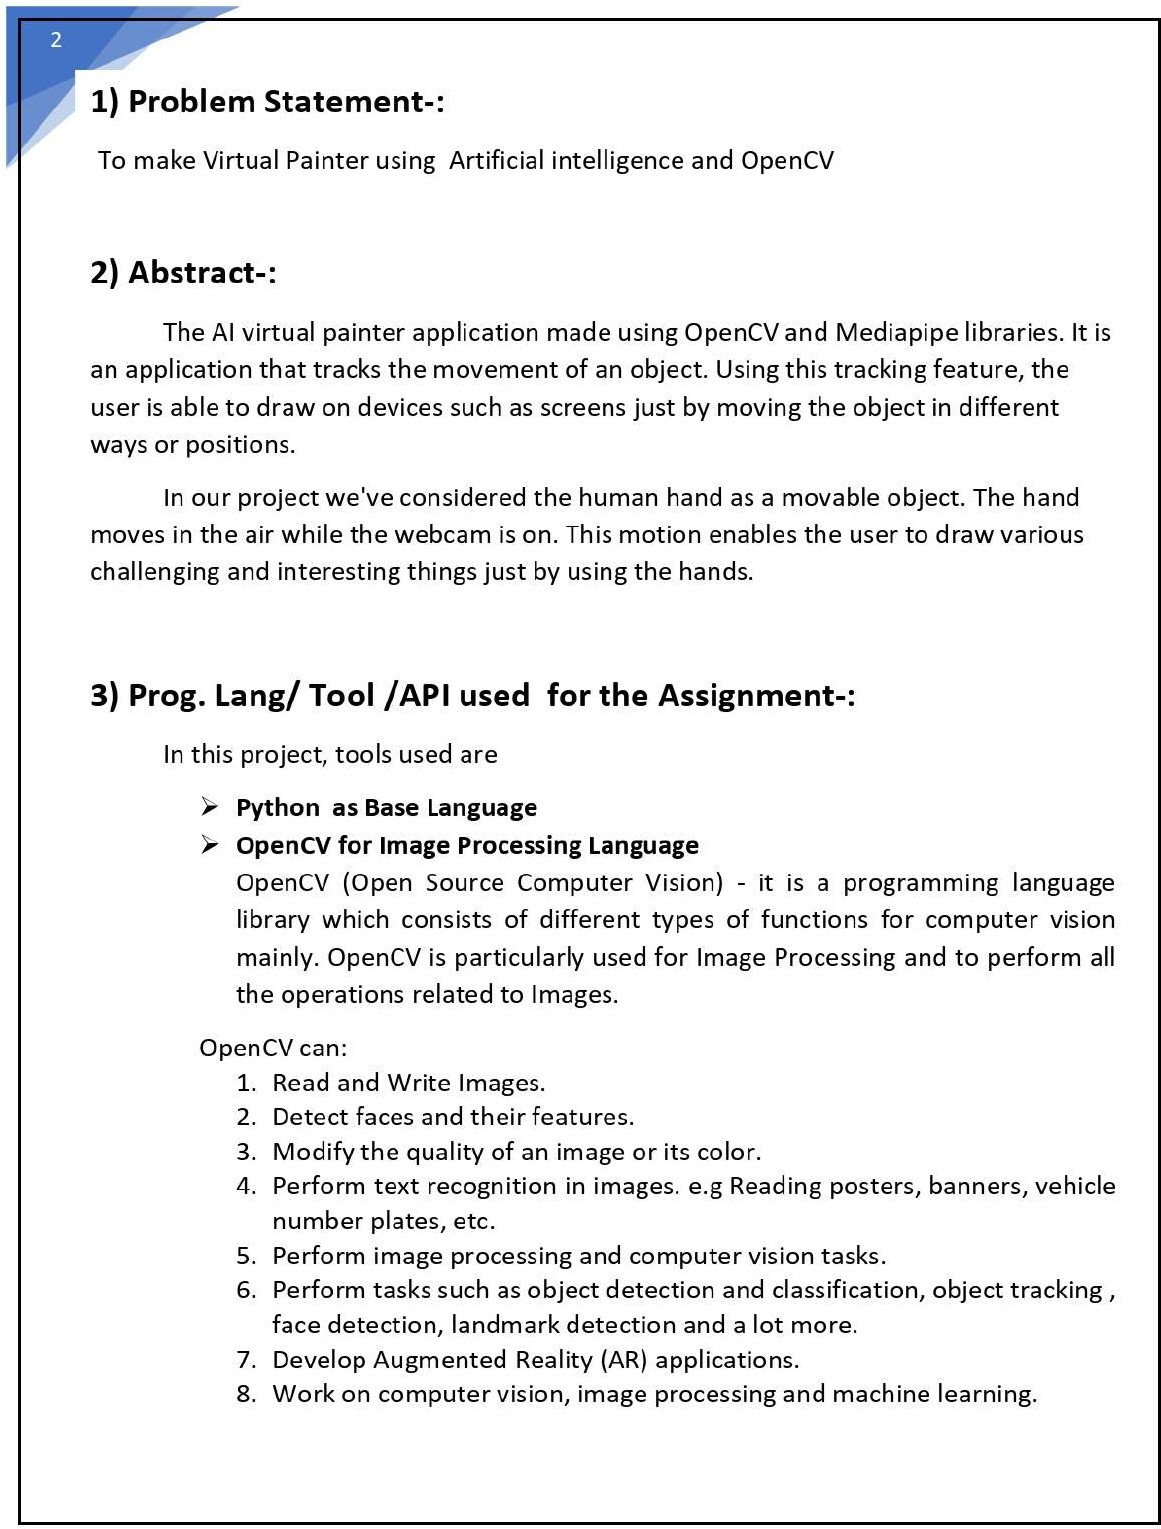 2
1) Problem Statement-:
To make Virtual Painter using  Artificial intelligence and OpenCV
2) Abstract-:
The AI virtual painter application made using OpenCV and Mediapipe libraries. It is
an application that tracks the movement of an object. Using this tracking feature, the
user is able to draw on devices such as screens just by moving the object in different
ways or positions.
In our project we've considered the human hand as a movable object. The hand
moves in the air while the webcam is on. This motion enables the user to draw various
challenging and interesting things just by using the hands.
3) Prog. Lang/ Tool /API used  for the Assignment-:
In this project, tools used are
➢ Python  as Base Language
➢ OpenCV for Image Processing Language
OpenCV (Open Source Computer Vision) - it is a programming language
library which consists of different types of functions for computer vision
mainly. OpenCV is particularly used for Image Processing and to perform all
the operations related to Images.
OpenCV can:
1. Read and Write Images.
2. Detect faces and their features.
3. Modify the quality of an image or its color.
4. Perform text recognition in images. e.g Reading posters, banners, vehicle
number plates, etc.
5. Perform image processing and computer vision tasks.
6. Perform tasks such as object detection and classification, object tracking ,
face detection, landmark detection and a lot more.
7. Develop Augmented Reality (AR) applications.
8. Work on computer vision, image processing and machine learning.